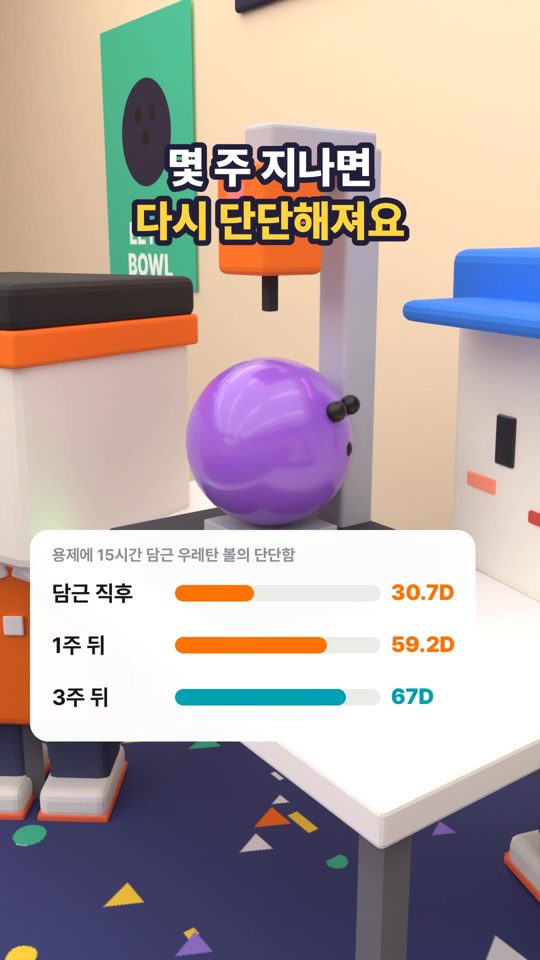 몇 주 지나면
다시 단단해져요
BOWL
용제에 15시간 담근 우레탄 볼의 단단함
담근 직후 30.7D
1주 뒤 59.2D
3주 뒤 67D